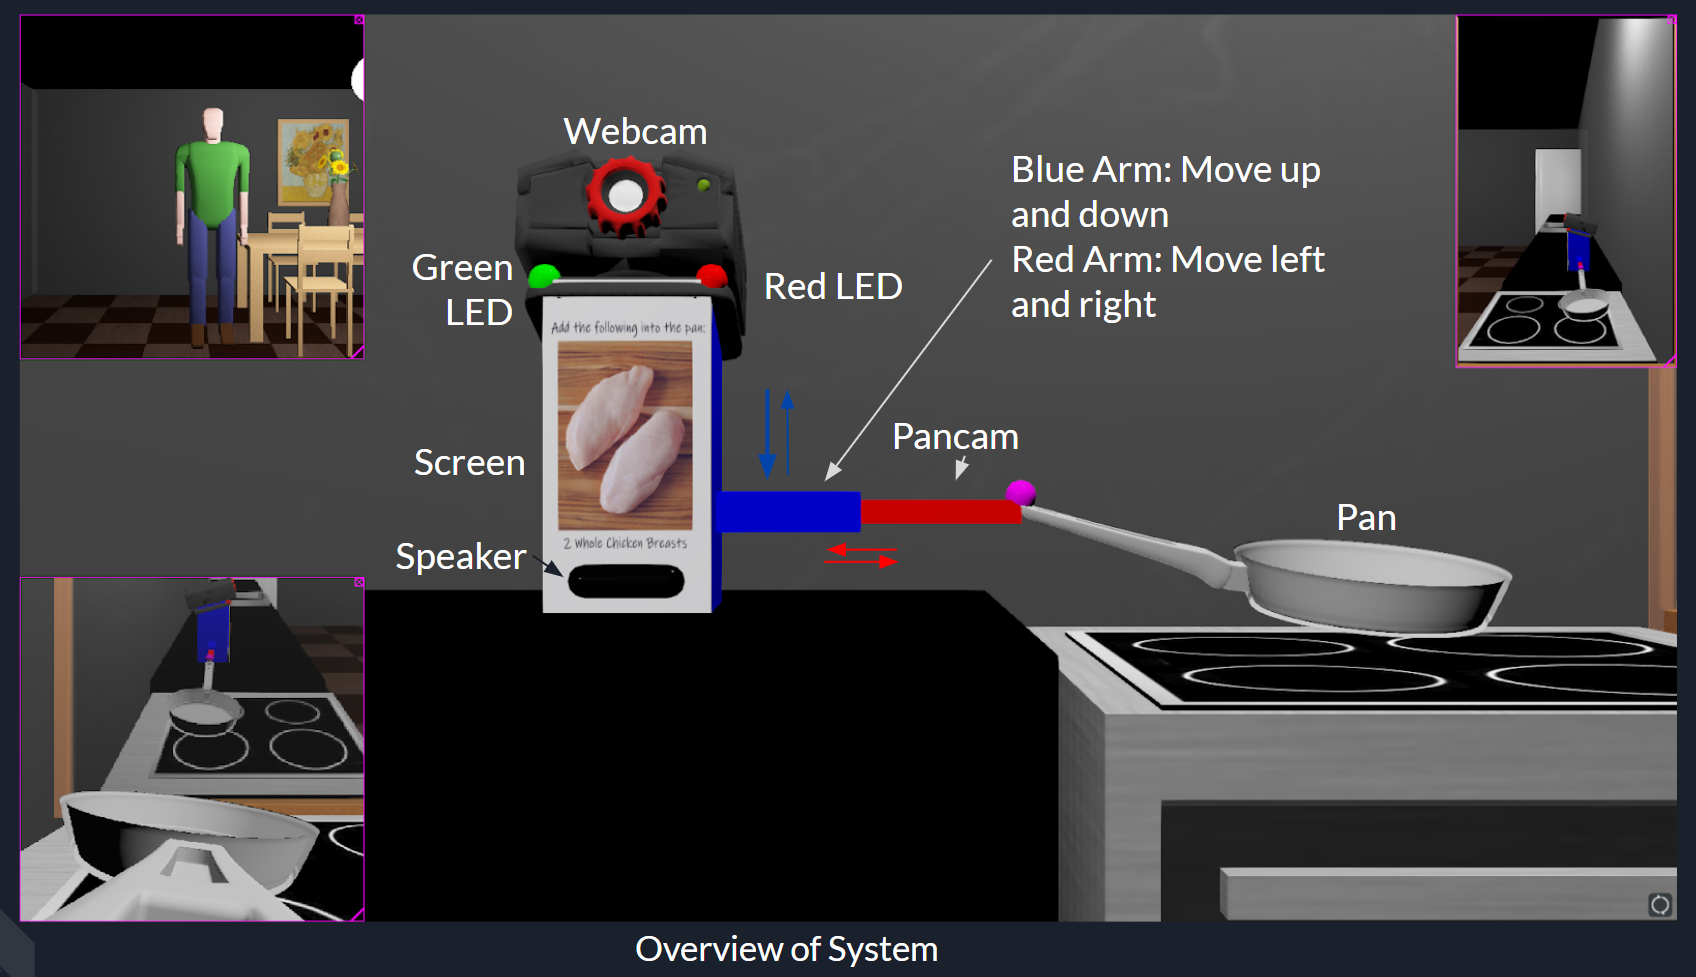 Webcam
Blue Arm: Move up
and down
Red Arm: Move left
and right
Green
LED
Red LED
Add the following into the pan:
Pancam
Screen
Pan
2 Whole Chicken Breasts
Speaker
Overview of System